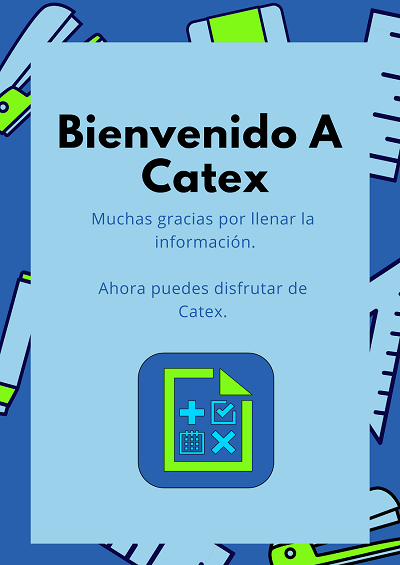 Bienvenido A
Catex
Muchas gracias por llenar la
información.
Ahora puedes disfrutar de
Catex.